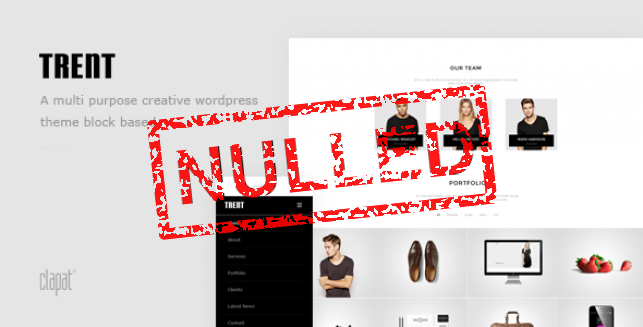 TRENT
A multi purpose creative wordpress
theme block based
clapat
NULLED
OUR TEAM
PORTFOLIO
TRENT
About
Services
Portfolio
Clients
Latest News
Contact